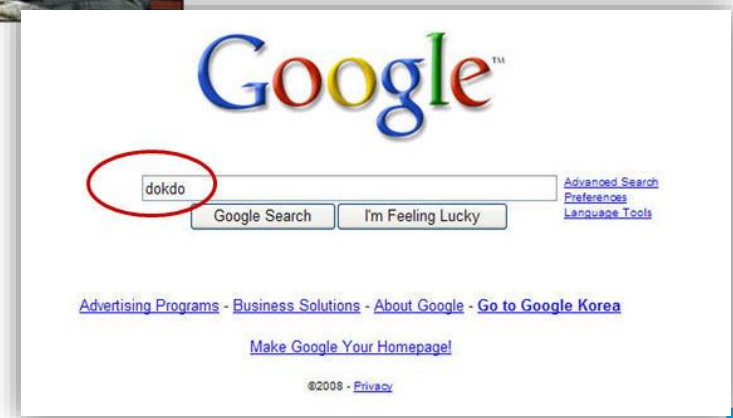 Google™
dokdo
Advanced Search
Preferences
Language Tools
Google Search
I'm Feeling Lucky
Advertising Programs - Business Solutions - About Google - Go to Google Korea
Make Google Your Homepage!
©2008 - Privacy